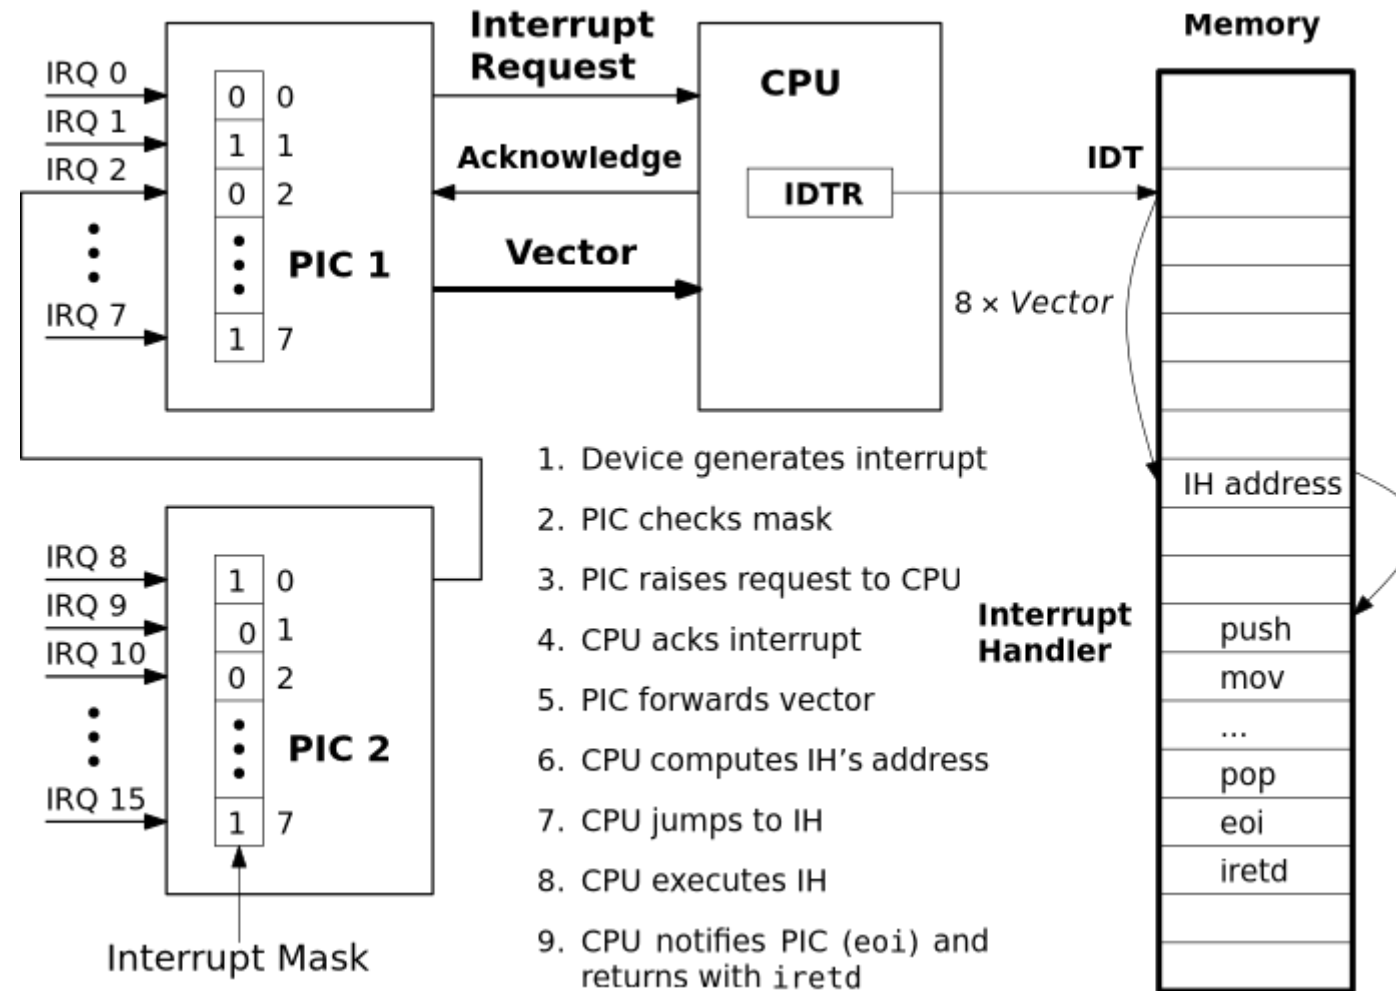 Interrupt
Request
Memory
IRQ 0
0 0
CPU
IRQ 1
1 1
Acknowledge
IDT
IRQ 2
0 2
IDTR
PIC 1
Vector
8 × Vector
IRQ 7
1 7
IH address
IRQ 8
1 0
IRQ 9
0 1
IRQ 10
0 2
PIC 2
IRQ 15
1 7
Interrupt Mask
1. Device generates interrupt
2. PIC checks mask
3. PIC raises request to CPU
4. CPU acks interrupt
5. PIC forwards vector
6. CPU computes IH's address
7. CPU jumps to IH
8. CPU executes IH
9. CPU notifies PIC (eoi) and
returns with iretd
Interrupt
Handler
push
mov
...
pop
eoi
iretd